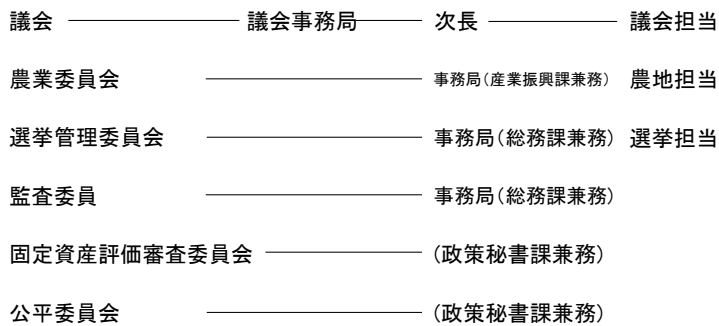 議会 議会事務局 次長 議会担当
農業委員会 事務局(産業振興課兼務) 農地担当
選挙管理委員会 事務局(総務課兼務) 選挙担当
監査委員 事務局(総務課兼務)
固定資産評価審査委員会 (政策秘書課兼務)
公平委員会 (政策秘書課兼務)